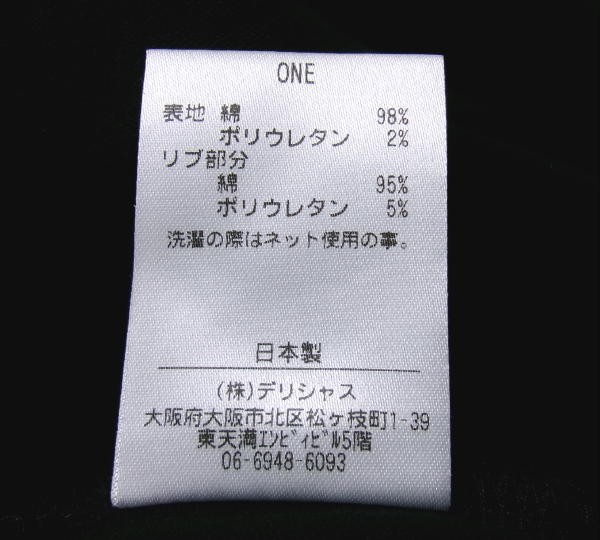 ONE
表地 綿 98%
ポリウレタン 2%
リブ部分
綿 95%
ポリウレタン 5%
洗濯の際はネット使用の事。
日本製
(株)デリシャス
大阪府大阪市北区松ヶ枝町1-39
東天満ｴﾝﾋﾞｨﾋﾞﾙ5階
06-6948-6093